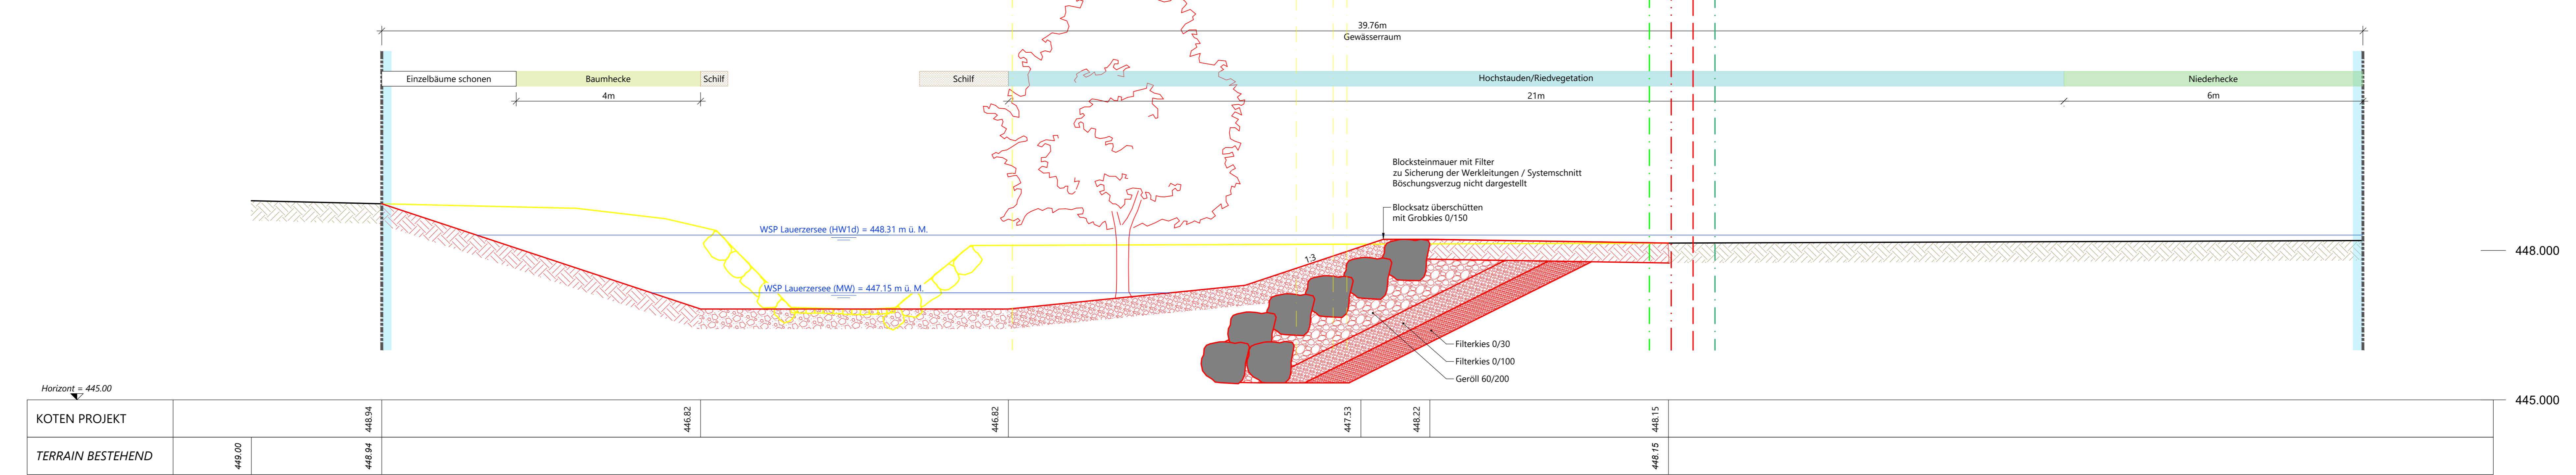 39.76m
Gewässerraum
Einzelbäume schonen
Baumhecke
Schilf
Schilf
Hochstauden/Riedvegetation
Niederhecke
4m
21m
6m
Blocksteinmauer mit Filter
zu Sicherung der Werkleitungen / Systemschnitt
Böschungsverzug nicht dargestellt
Blocksatz überschütten
mit Grobkies 0/150
WSP Lauerzersee (HW1d) = 448.31 m ü. M.
448.000
1:3
WSP Lauerzersee (MW) = 447.15 m ü. M.
Filterkies 0/30
Filterkies 0/100
Geröll 60/200
Horizont = 445.00
445.000
KOTEN PROJEKT
448.94
446.82
446.82
447.53
448.22
448.15
TERRAIN BESTEHEND
449.00
448.94
448.15